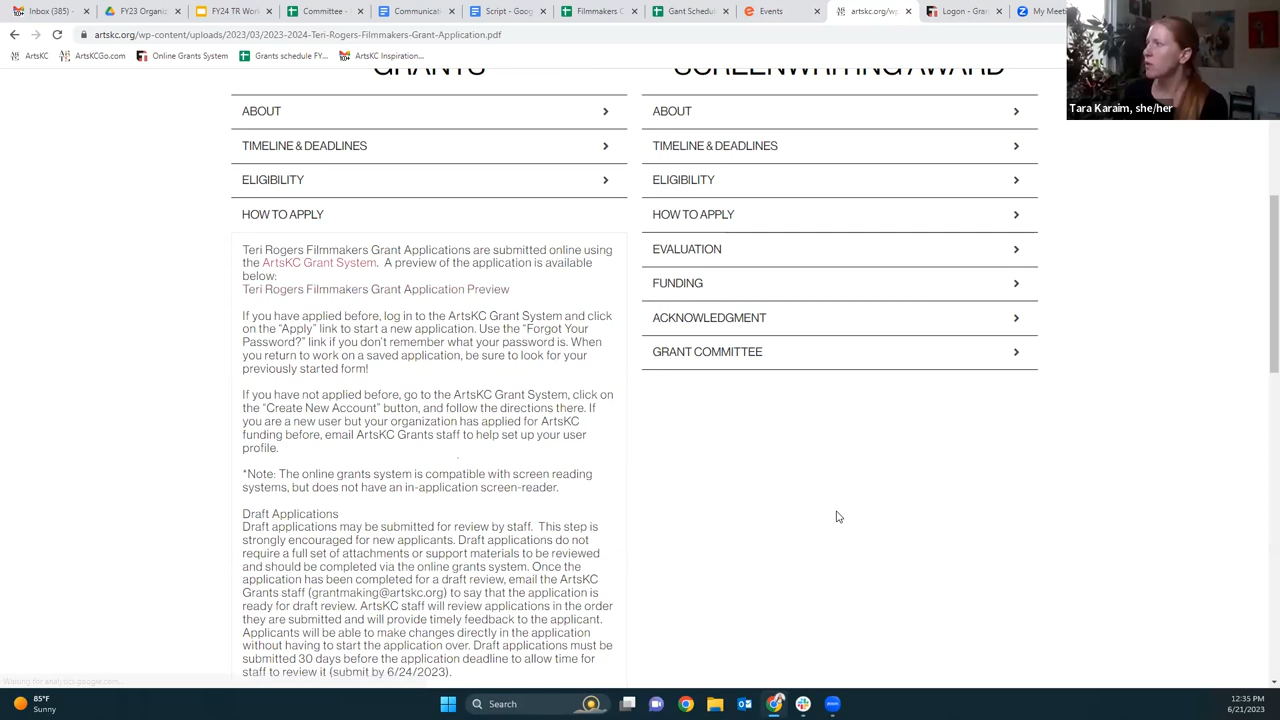 Inbox (385) -
FY23 Organiz
FY24 TR Work
Committee -
Communicati
Script - Goog
Filmmakers C
Gant Schedul
Events
artskc.org/wp
Logon - Gran
My Meeti
artskc.org/wp-content/uploads/2023/03/2023-2024-Teri-Rogers-Filmmakers-Grant-Application.pdf
ArtsKC
ArtsKCGo.com
Online Grants System
Grants schedule FY...
ArtsKC Inspiration...
Tara Karaim, she/her
GRANTS
SCREENWRITING AWARD
ABOUT
TIMELINE & DEADLINES
ELIGIBILITY
HOW TO APPLY
Teri Rogers Filmmakers Grant Applications are submitted online using
the ArtsKC Grant System. A preview of the application is available
below:
Teri Rogers Filmmakers Grant Application Preview
If you have applied before, log in to the ArtsKC Grant System and click
on the "Apply" link to start a new application. Use the "Forgot Your
Password?" link if you don't remember what your password is. When
you return to work on a saved application, be sure to look for your
previously started form!
If you have not applied before, go to the ArtsKC Grant System, click on
the "Create New Account" button, and follow the directions there. If
you are a new user but your organization has applied for ArtsKC
funding before, email ArtsKC Grants staff to help set up your user
profile.
*Note: The online grants system is compatible with screen reading
systems, but does not have an in-application screen-reader.
Draft Applications
Draft applications may be submitted for review by staff. This step is
strongly encouraged for new applicants. Draft applications do not
require a full set of attachments or support materials to be reviewed
and should be completed via the online grants system. Once the
application has been completed for a draft review, email the ArtsKC
Grants staff (grantmaking@artskc.org) to say that the application is
ready for draft review. ArtsKC staff will review applications in the order
they are submitted and will provide timely feedback to the applicant.
Applicants will be able to make changes directly in the application
without having to start the application over. Draft applications must be
submitted 30 days before the application deadline to allow time for
staff to review it (submit by 6/24/2023).
ABOUT
TIMELINE & DEADLINES
ELIGIBILITY
HOW TO APPLY
EVALUATION
FUNDING
ACKNOWLEDGMENT
GRANT COMMITTEE
Waiting for analytics.google.com...
85°F
Sunny
Search
12:35 PM
6/21/2023